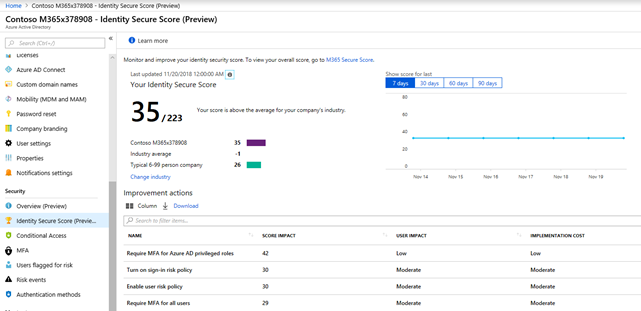 Home > Contoso M365x378908 - Identity Secure Score (Preview)
Contoso M365x378908 - Identity Secure Score (Preview)
Azure Active Directory
Search (Ctrl+/)
Licenses
Azure AD Connect
Custom domain names
Mobility (MDM and MAM)
Password reset
Company branding
User settings
Properties
Notifications settings
Security
Overview (Preview)
Identity Secure Score (Previe...
Conditional Access
MFA
Users flagged for risk
Risk events
Authentication methods
Learn more
Monitor and improve your identity security score. To view your overall score, go to M365 Secure Score.
Last updated 11/20/2018 12:00:00 AM
Your Identity Secure Score
35/223
Your score is above the average for your company's industry.
Contoso M365x378908 35
Industry average -1
Typical 6-99 person company 26
Change industry
Show score for last
7 days 30 days 60 days 90 days
80
60
40
20
0
Nov 14 Nov 15 Nov 16 Nov 17 Nov 18 Nov 19
Improvement actions
Column Download
Search to filter items...
NAME SCORE IMPACT USER IMPACT IMPLEMENTATION COST
Require MFA for Azure AD privileged roles 42 Low Low
Turn on sign-in risk policy 30 Moderate Moderate
Enable user risk policy 30 Moderate Moderate
Require MFA for all users 29 Moderate Moderate